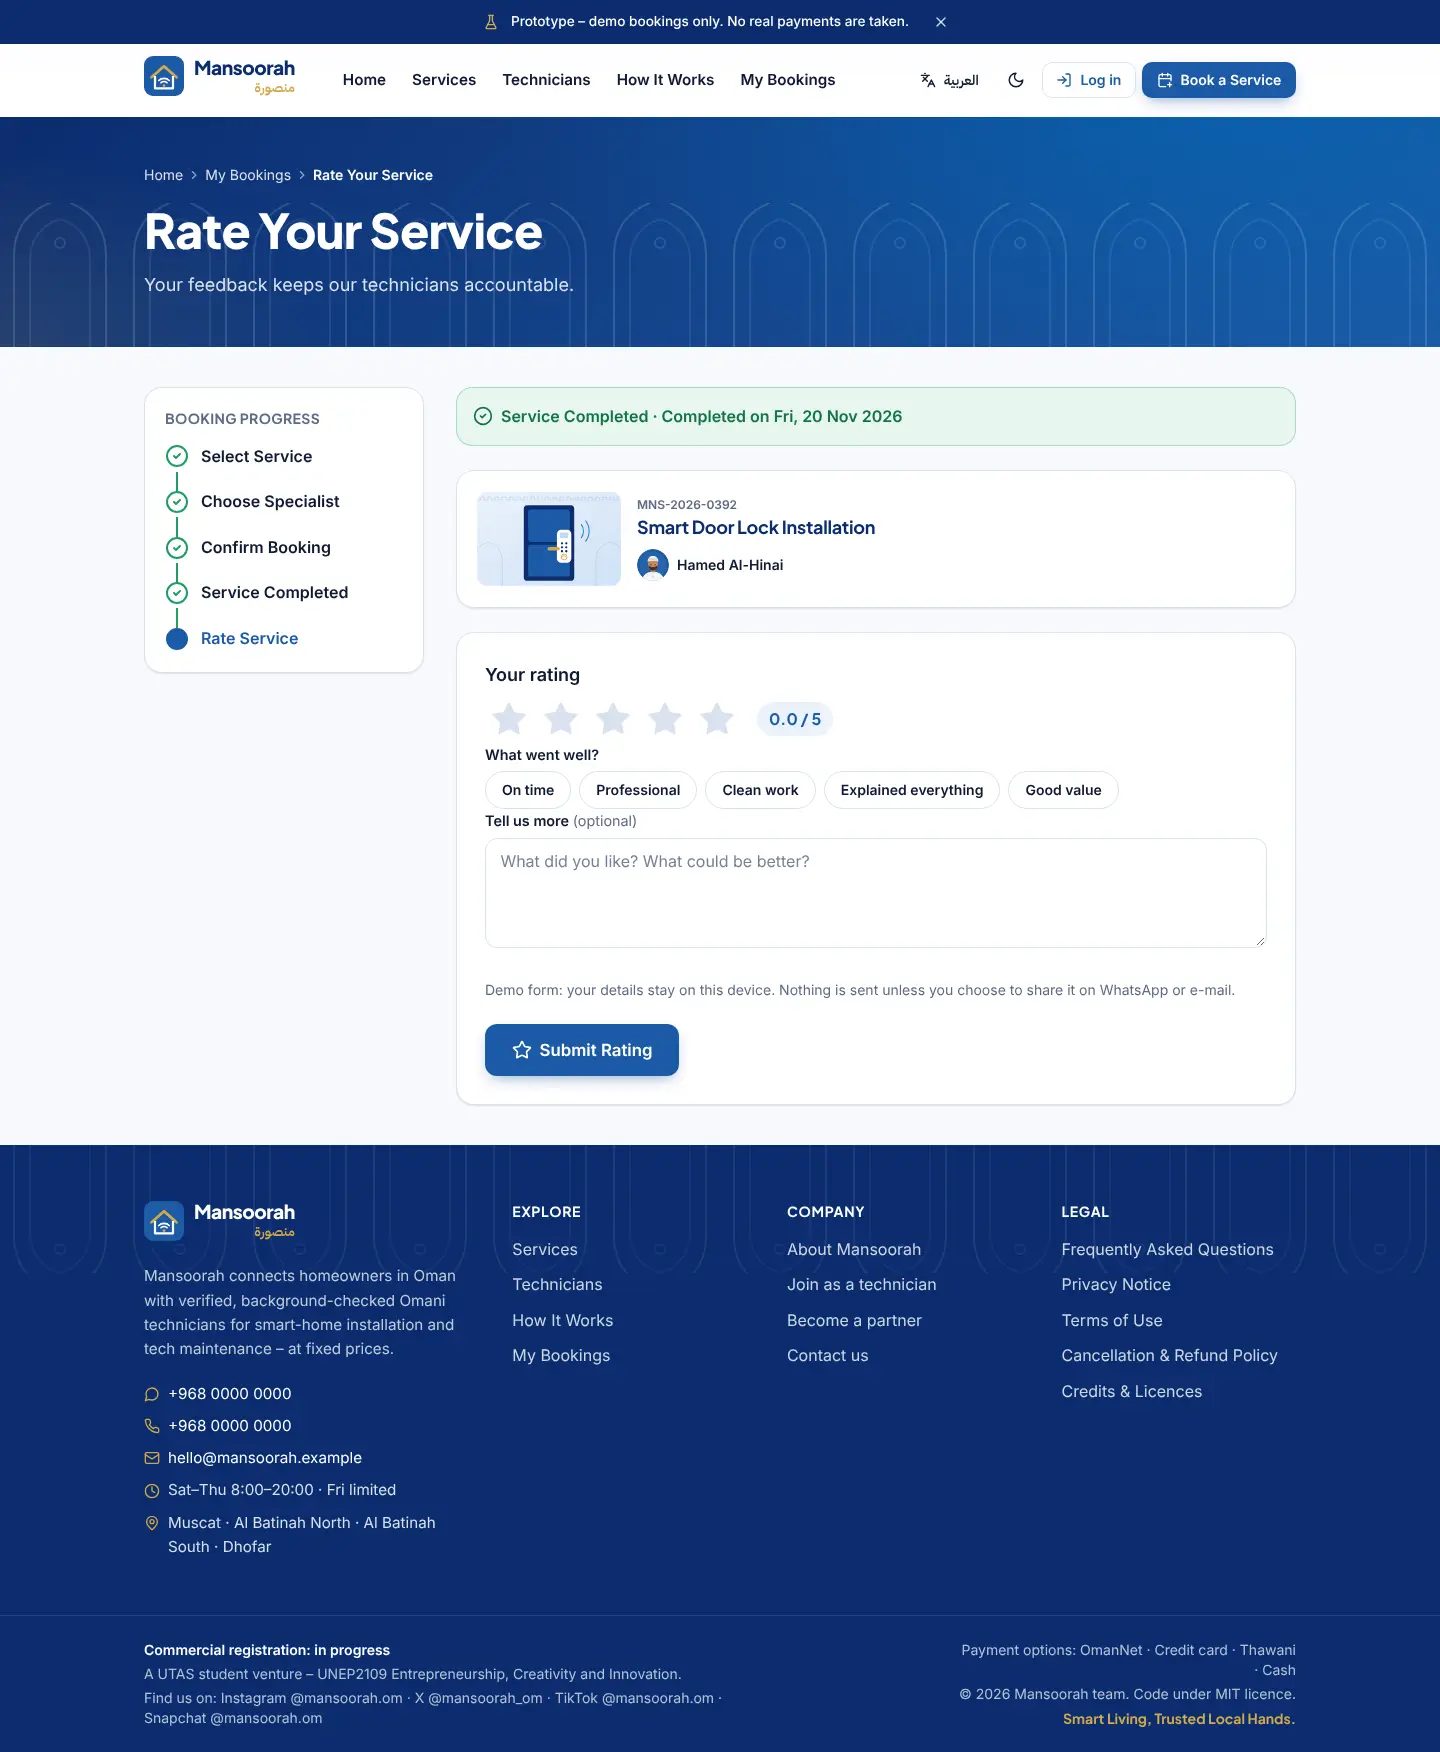 Prototype – demo bookings only. No real payments are taken.
Mansoorah
منصورة
Home
Services
Technicians
How It Works
My Bookings
العربية
Log in
Book a Service
Home
My Bookings
Rate Your Service
Rate Your Service
Your feedback keeps our technicians accountable.
BOOKING PROGRESS
Select Service
Choose Specialist
Confirm Booking
Service Completed
Rate Service
Service Completed · Completed on Fri, 20 Nov 2026
MNS-2026-0392
Smart Door Lock Installation
Hamed Al-Hinai
Your rating
0.0 / 5
What went well?
On time
Professional
Clean work
Explained everything
Good value
Tell us more (optional)
What did you like? What could be better?
Demo form: your details stay on this device. Nothing is sent unless you choose to share it on WhatsApp or e-mail.
Submit Rating
Mansoorah
منصورة
Mansoorah connects homeowners in Oman
with verified, background-checked Omani
technicians for smart-home installation and
tech maintenance – at fixed prices.
+968 0000 0000
+968 0000 0000
hello@mansoorah.example
Sat–Thu 8:00–20:00 · Fri limited
Muscat · Al Batinah North · Al Batinah
South · Dhofar
EXPLORE
Services
Technicians
How It Works
My Bookings
COMPANY
About Mansoorah
Join as a technician
Become a partner
Contact us
LEGAL
Frequently Asked Questions
Privacy Notice
Terms of Use
Cancellation & Refund Policy
Credits & Licences
Commercial registration: in progress
A UTAS student venture – UNEP2109 Entrepreneurship, Creativity and Innovation.
Find us on: Instagram @mansoorah.om · X @mansoorah_om · TikTok @mansoorah.om ·
Snapchat @mansoorah.om
Payment options: OmanNet · Credit card · Thawani
· Cash
© 2026 Mansoorah team. Code under MIT licence.
Smart Living, Trusted Local Hands.